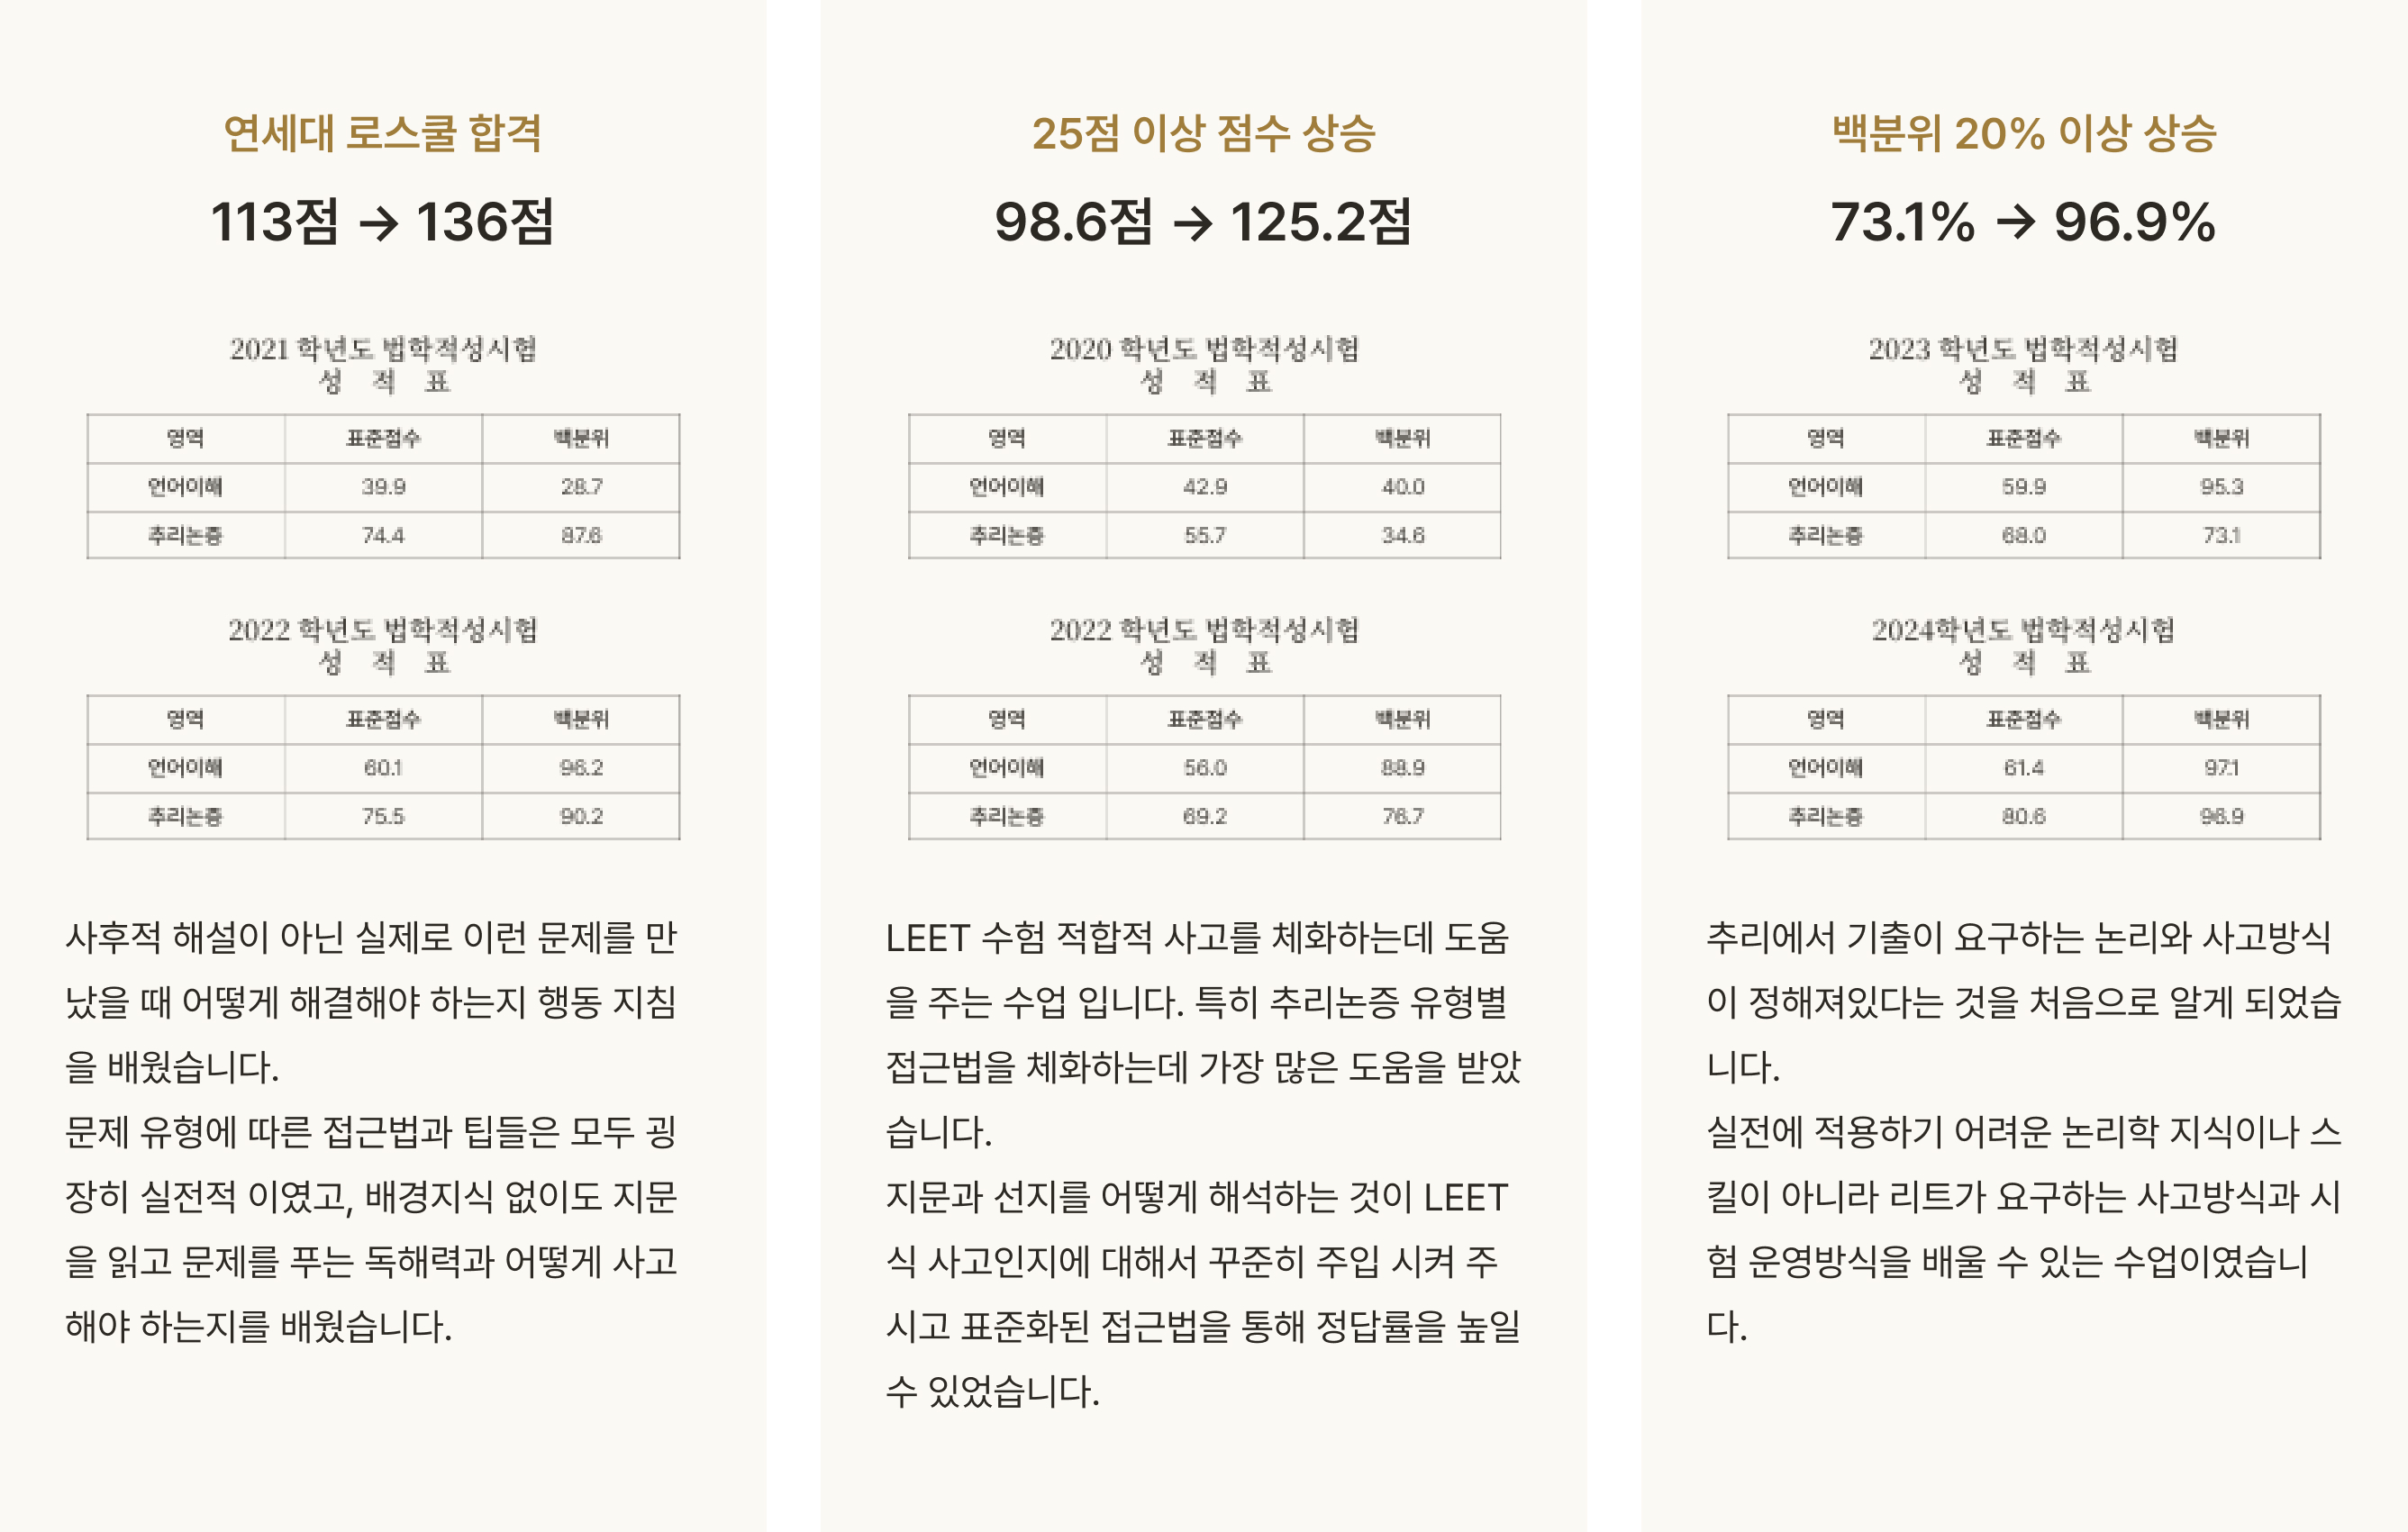 연세대 로스쿨 합격
113점 → 136점
2021 학년도 법학적성시험
성 적 표
영역 표준점수 백분위
언어이해 39.9 28.7
추리논증 74.4 87.6
2022 학년도 법학적성시험
성 적 표
영역 표준점수 백분위
언어이해 60.1 96.2
추리논증 75.5 90.2
사후적 해설이 아닌 실제로 이런 문제를 만
났을 때 어떻게 해결해야 하는지 행동 지침
을 배웠습니다.
문제 유형에 따른 접근법과 팁들은 모두 굉
장히 실전적 이였고, 배경지식 없이도 지문
을 읽고 문제를 푸는 독해력과 어떻게 사고
해야 하는지를 배웠습니다.
25점 이상 점수 상승
98.6점 → 125.2점
2020 학년도 법학적성시험
성 적 표
영역 표준점수 백분위
언어이해 42.9 40.0
추리논증 55.7 34.6
2022 학년도 법학적성시험
성 적 표
영역 표준점수 백분위
언어이해 56.0 88.9
추리논증 69.2 76.7
LEET 수험 적합적 사고를 체화하는데 도움
을 주는 수업 입니다. 특히 추리논증 유형별
접근법을 체화하는데 가장 많은 도움을 받았
습니다.
지문과 선지를 어떻게 해석하는 것이 LEET
식 사고인지에 대해서 꾸준히 주입 시켜 주
시고 표준화된 접근법을 통해 정답률을 높일
수 있었습니다.
백분위 20% 이상 상승
73.1% → 96.9%
2023 학년도 법학적성시험
성 적 표
영역 표준점수 백분위
언어이해 59.9 95.3
추리논증 68.0 73.1
2024학년도 법학적성시험
성 적 표
영역 표준점수 백분위
언어이해 61.4 97.1
추리논증 80.6 96.9
추리에서 기출이 요구하는 논리와 사고방식
이 정해져있다는 것을 처음으로 알게 되었습
니다.
실전에 적용하기 어려운 논리학 지식이나 스
킬이 아니라 리트가 요구하는 사고방식과 시
험 운영방식을 배울 수 있는 수업이였습니
다.